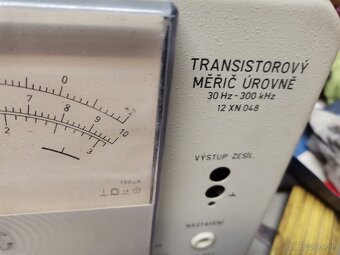 TRANSISTOROVÝ
MĚŘIČ ÚROVNĚ
30 Hz - 300 kHz
12 XN 048
VÝSTUP ZESÍL.
NASTAVENÍ
0
7
8
9
10
2
3